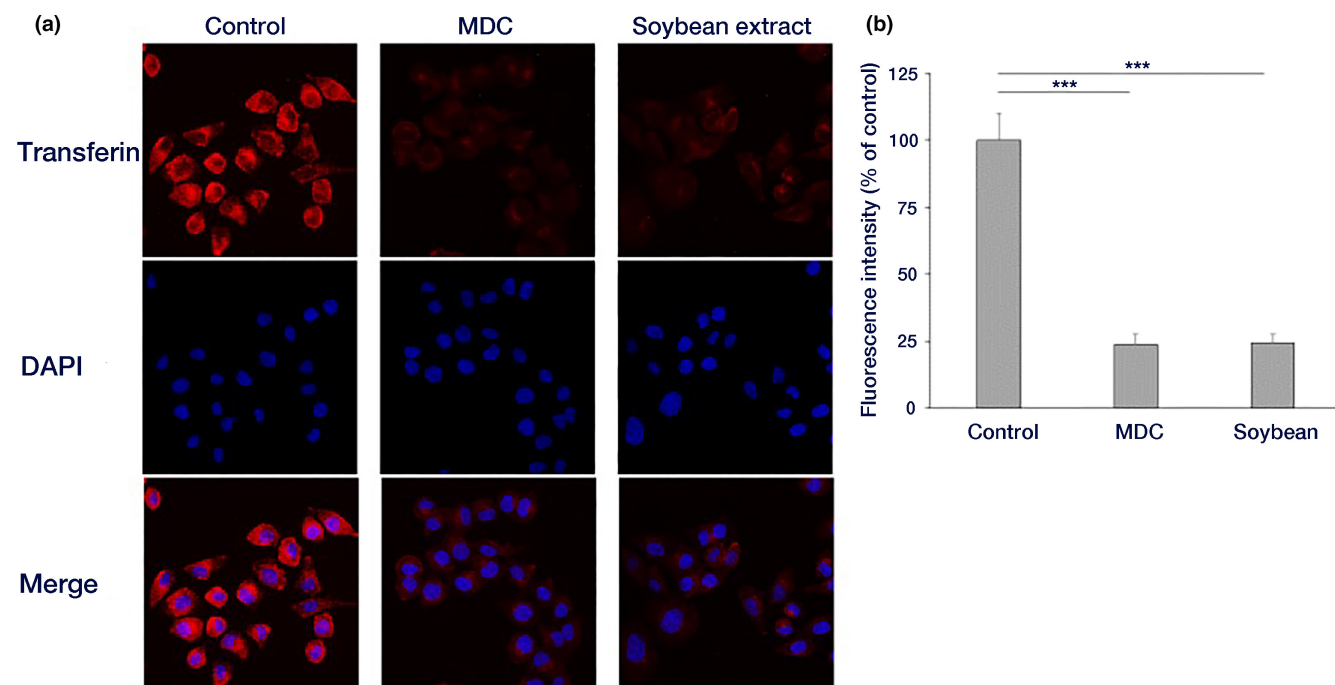 (a)
Control MDC Soybean extract
Transferin
DAPI
Merge
(b)
Fluorescence intensity (% of control)
125
100
75
50
25
0
***
***
Control MDC Soybean